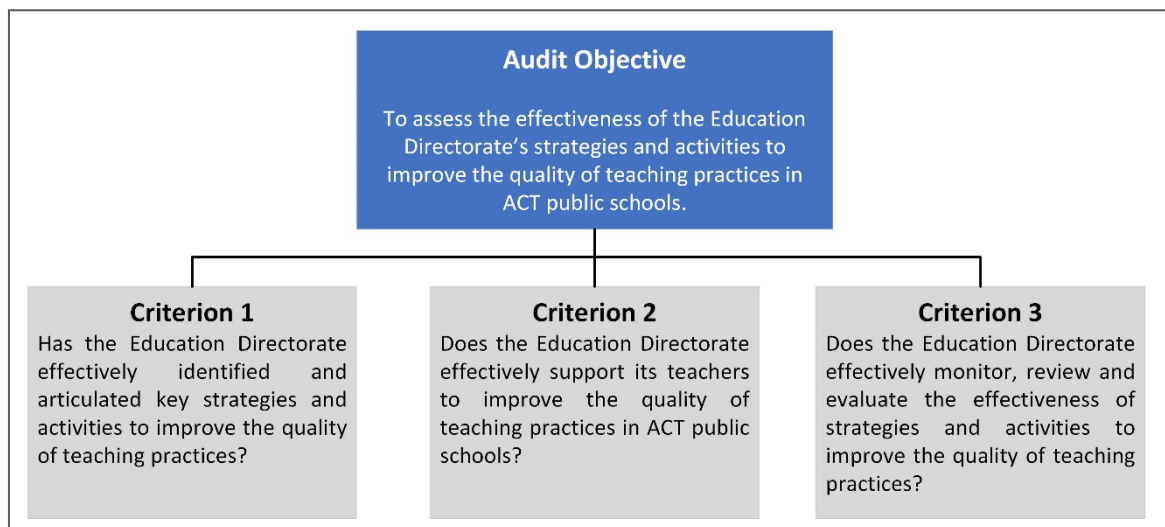 Audit Objective
To assess the effectiveness of the Education
Directorate's strategies and activities to
improve the quality of teaching practices in
ACT public schools.
Criterion 1
Has the Education Directorate
effectively identified and
articulated key strategies and
activities to improve the quality
of teaching practices?
Criterion 2
Does the Education Directorate
effectively support its teachers
to improve the quality of
teaching practices in ACT public
schools?
Criterion 3
Does the Education Directorate
effectively monitor, review and
evaluate the effectiveness of
strategies and activities to
improve the quality of teaching
practices?